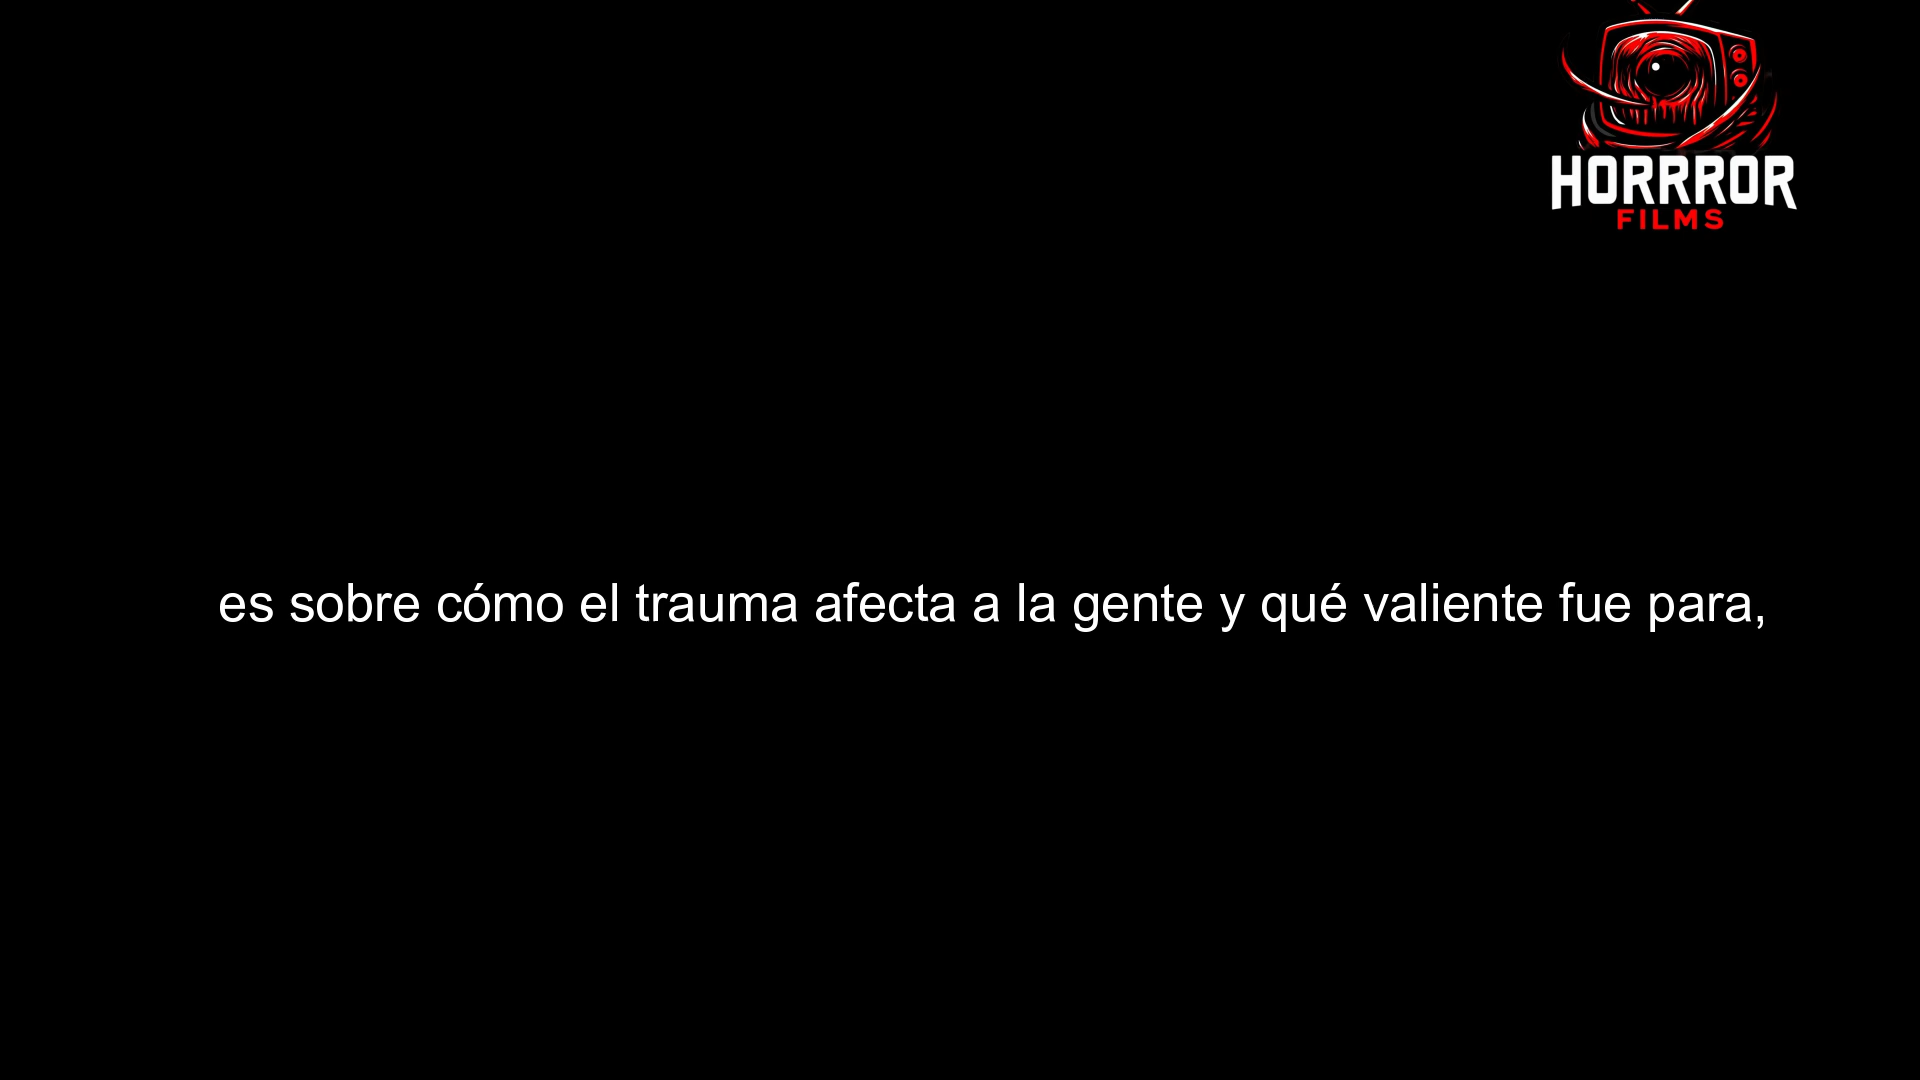 HORRROR
FILMS
es sobre cómo el trauma afecta a la gente y qué valiente fue para,